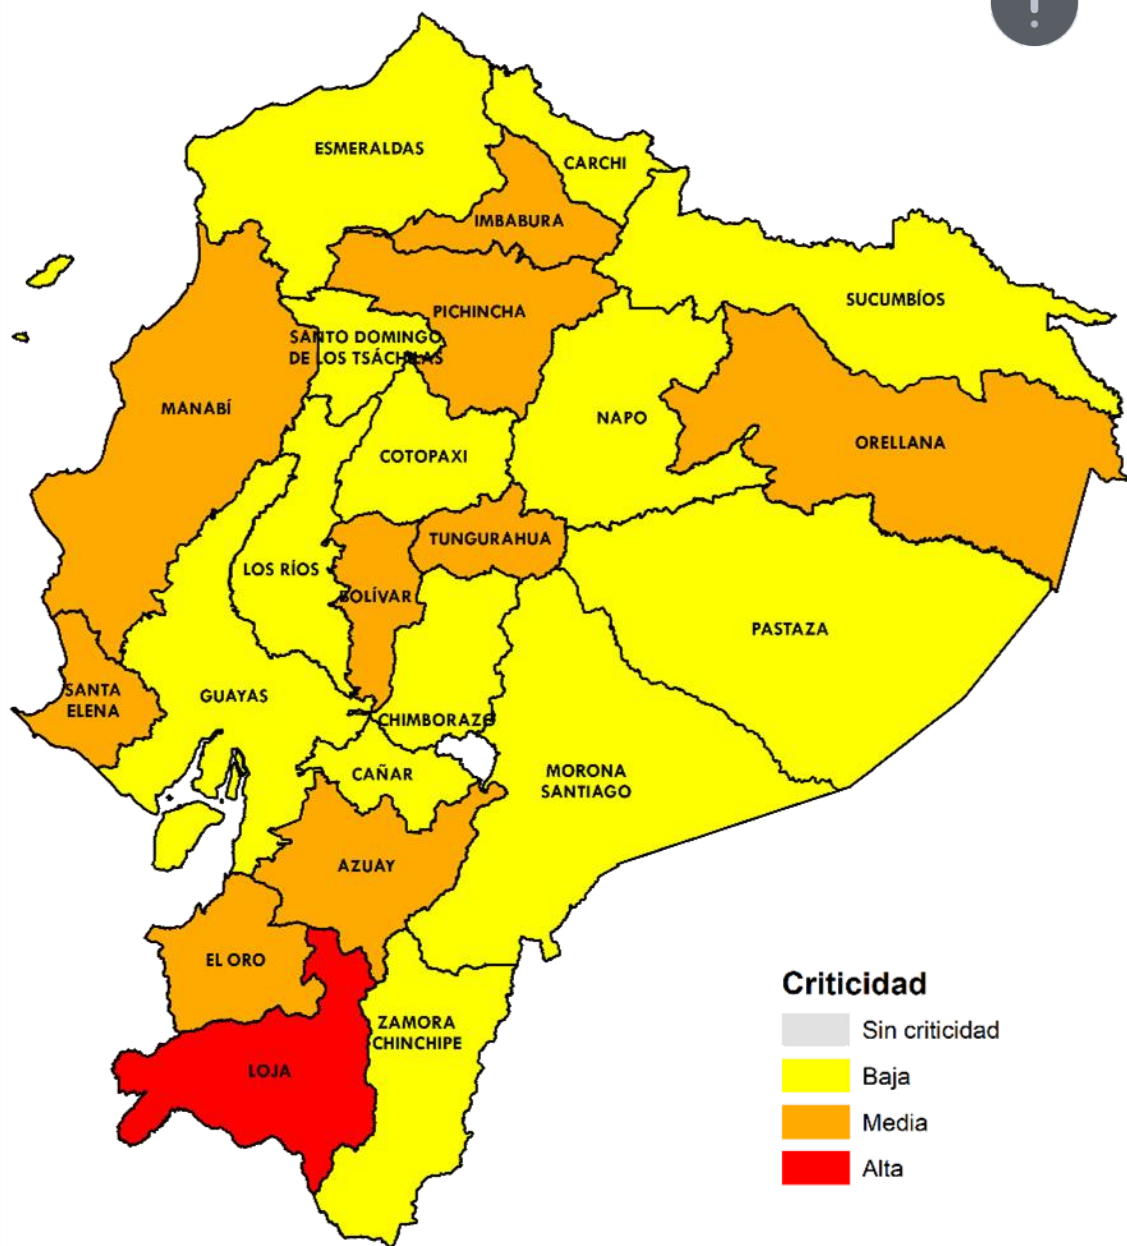 !
ESMERALDAS
CARCHI
IMBABURA
SUCUMBÍOS
PICHINCHA
SANTO DOMINGO
DE LOS TSÁCHILAS
MANABÍ
NAPO
ORELLANA
COTOPAXI
TUNGURAHUA
LOS RÍOS
BOLÍVAR
PASTAZA
SANTA
ELENA
GUAYAS
CHIMBORAZO
CAÑAR
MORONA
SANTIAGO
AZUAY
EL ORO
ZAMORA
CHINCHIPE
LOJA
Criticidad
Sin criticidad
Baja
Media
Alta